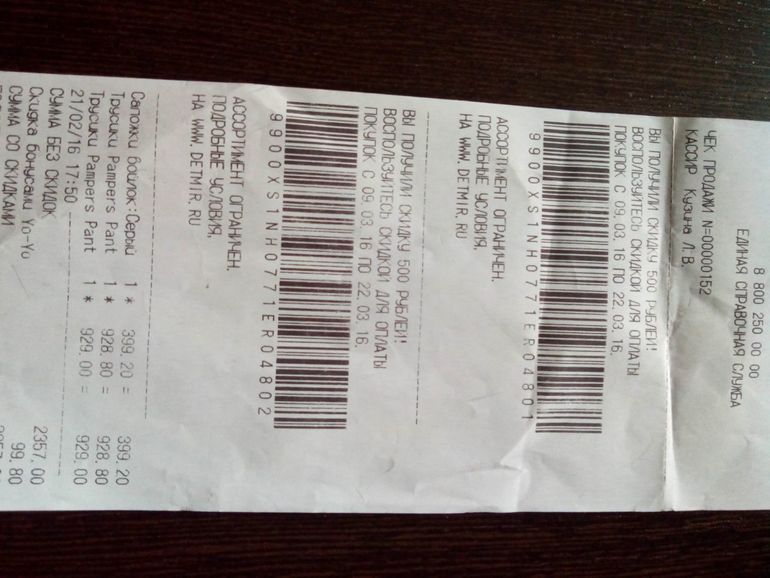 8 800 250 00 00
ЕДИНАЯ СПРАВОЧНАЯ СЛУЖБА
ЧЕК ПРОДАЖИ N-00000152
КАССИР Кузина Л.В.
ВЫ ПОЛУЧИЛИ СКИДКУ 500 РУБЛЕЙ!
ВОСПОЛЬЗУЙТЕСЬ СКИДКОЙ ДЛЯ ОПЛАТЫ
ПОКУПОК С 09.03.16 ПО 22.03.16.
9900XS1NH0771ER04801
АССОРТИМЕНТ ОГРАНИЧЕН.
ПОДРОБНЫЕ УСЛОВИЯ,
НА WWW.DETMIR.RU
ВЫ ПОЛУЧИЛИ СКИДКУ 500 РУБЛЕЙ!
ВОСПОЛЬЗУЙТЕСЬ СКИДКОЙ ДЛЯ ОПЛАТЫ
ПОКУПОК С 09.03.16 ПО 22.03.16.
9900XS1NH0771ER04802
АССОРТИМЕНТ ОГРАНИЧЕН.
ПОДРОБНЫЕ УСЛОВИЯ,
НА WWW.DETMIR.RU
Сапожки войлок:Серый 1 * 399.20 = 399.20
Трусики Pampers Pant 1 * 928.80 = 928.80
Трусики Pampers Pant 1 * 929.00 = 929.00
21/02/16 17:50
СУММА БЕЗ СКИДОК 2357.00
Скидка бонусами Yo-Yo 99.80
СУММА СО СКИДКАМИ